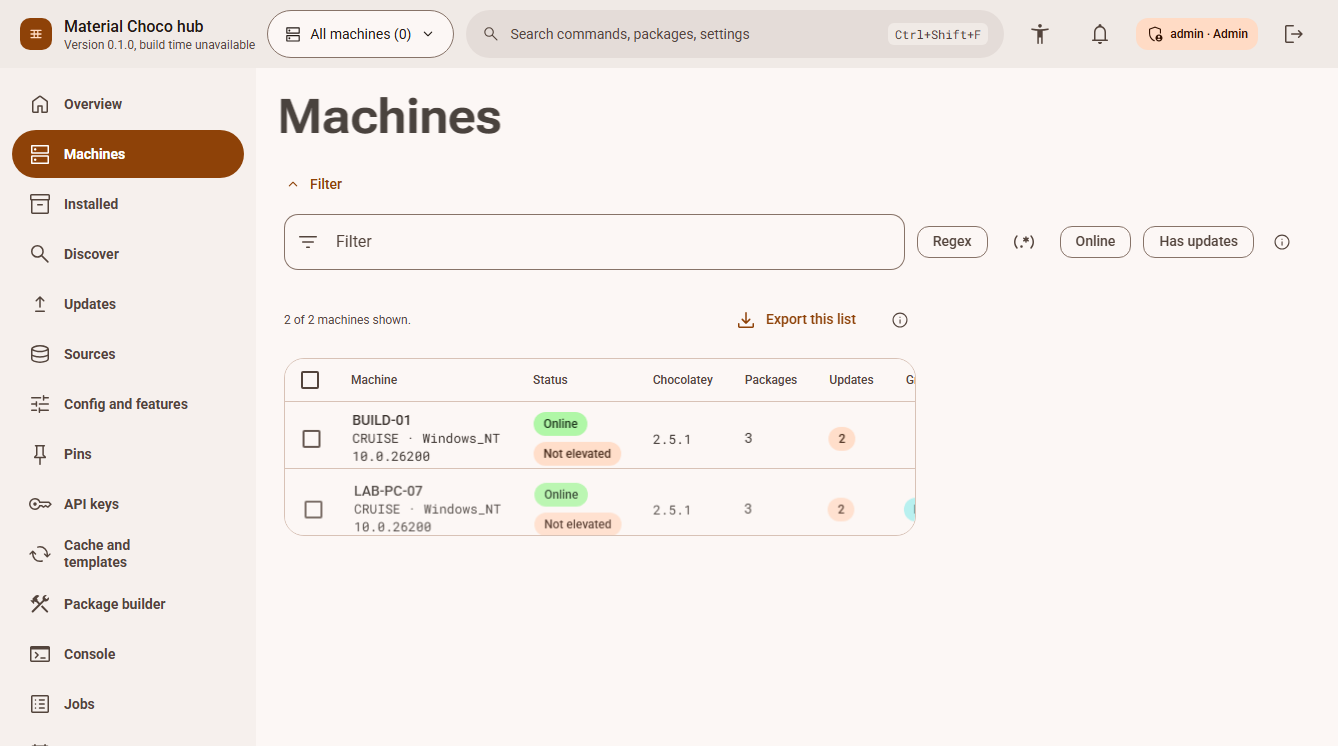 Material Choco hub
Version 0.1.0, build time unavailable
All machines (0)
Search commands, packages, settings
Ctrl+Shift+F
admin · Admin
Overview
Machines
Installed
Discover
Updates
Sources
Config and features
Pins
API keys
Cache and
templates
Package builder
Console
Jobs
Machines
Filter
Filter
Regex
(.*)
Online
Has updates
2 of 2 machines shown.
Export this list
Machine Status Chocolatey Packages Updates
BUILD-01
CRUISE · Windows_NT
10.0.26200
Online
Not elevated
2.5.1
3
2
LAB-PC-07
CRUISE · Windows_NT
10.0.26200
Online
Not elevated
2.5.1
3
2